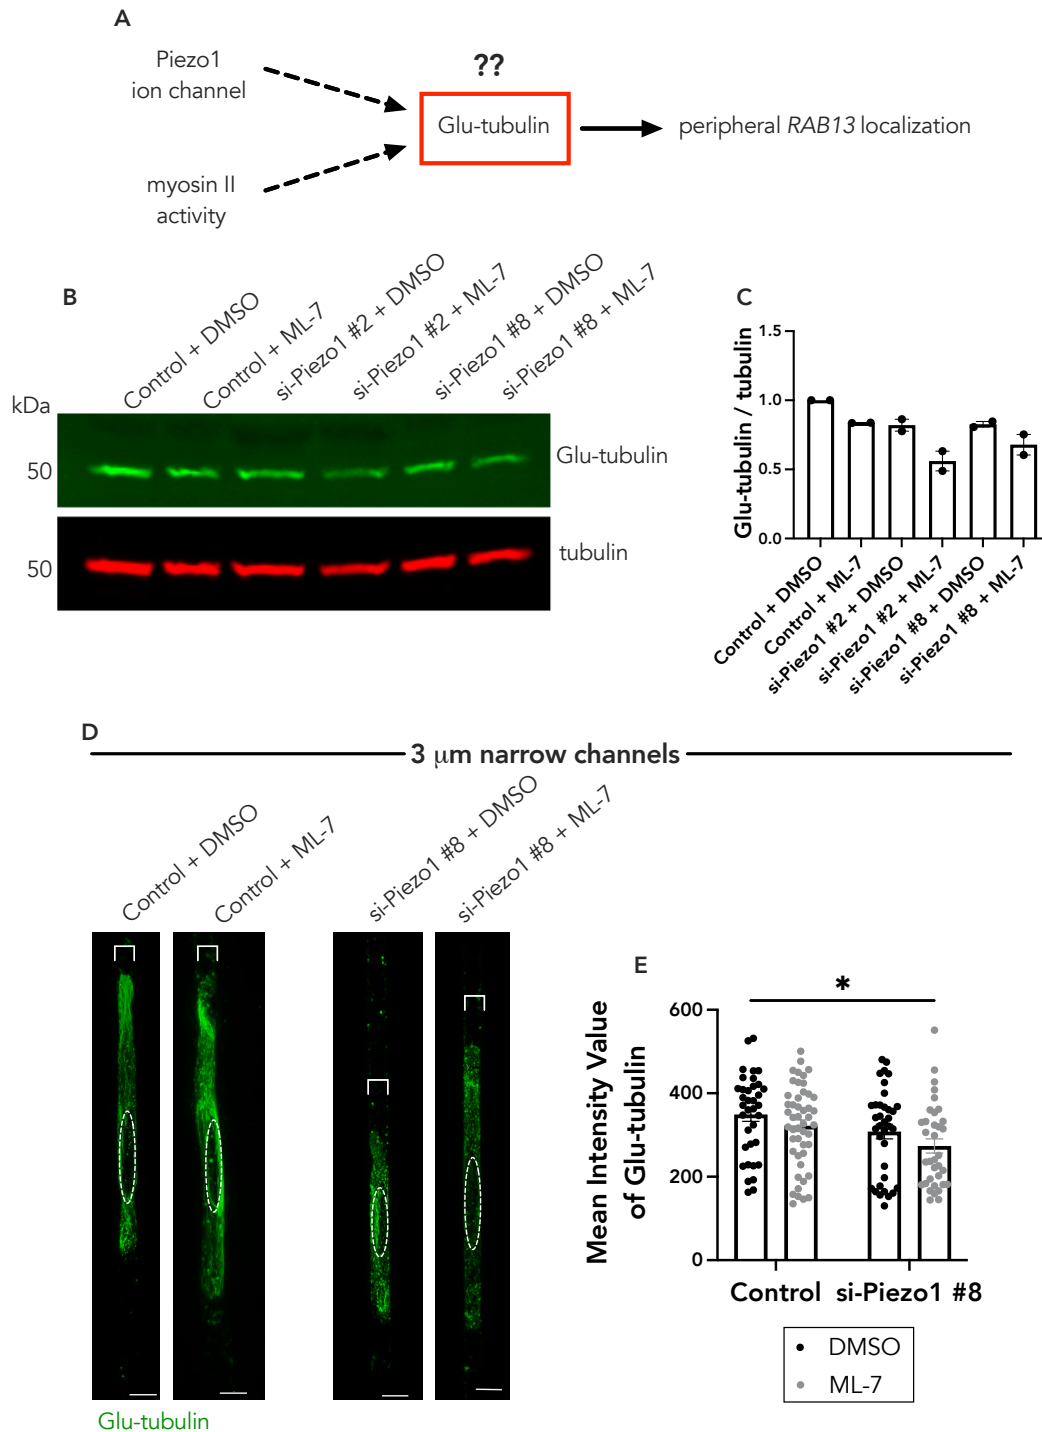 A
Piezo1
ion channel
??
Glu-tubulin
peripheral RAB13 localization
myosin II
activity
B
Control + DMSO
Control + ML-7
si-Piezo1 #2 + DMSO
si-Piezo1 #2 + ML-7
si-Piezo1 #8 + DMSO
si-Piezo1 #8 + ML-7
kDa
50
Glu-tubulin
50
tubulin
C
Glu-tubulin / tubulin
1.5
1.0
0.5
0.0
Control + DMSO
Control + ML-7
si-Piezo1 #2 + DMSO
si-Piezo1 #2 + ML-7
si-Piezo1 #8 + DMSO
si-Piezo1 #8 + ML-7
D
3 μm narrow channels
Control + DMSO
Control + ML-7
si-Piezo1 #8 + DMSO
si-Piezo1 #8 + ML-7
Glu-tubulin
E
Mean Intensity Value
of Glu-tubulin
600
400
200
0
*
Control si-Piezo1 #8
DMSO
ML-7